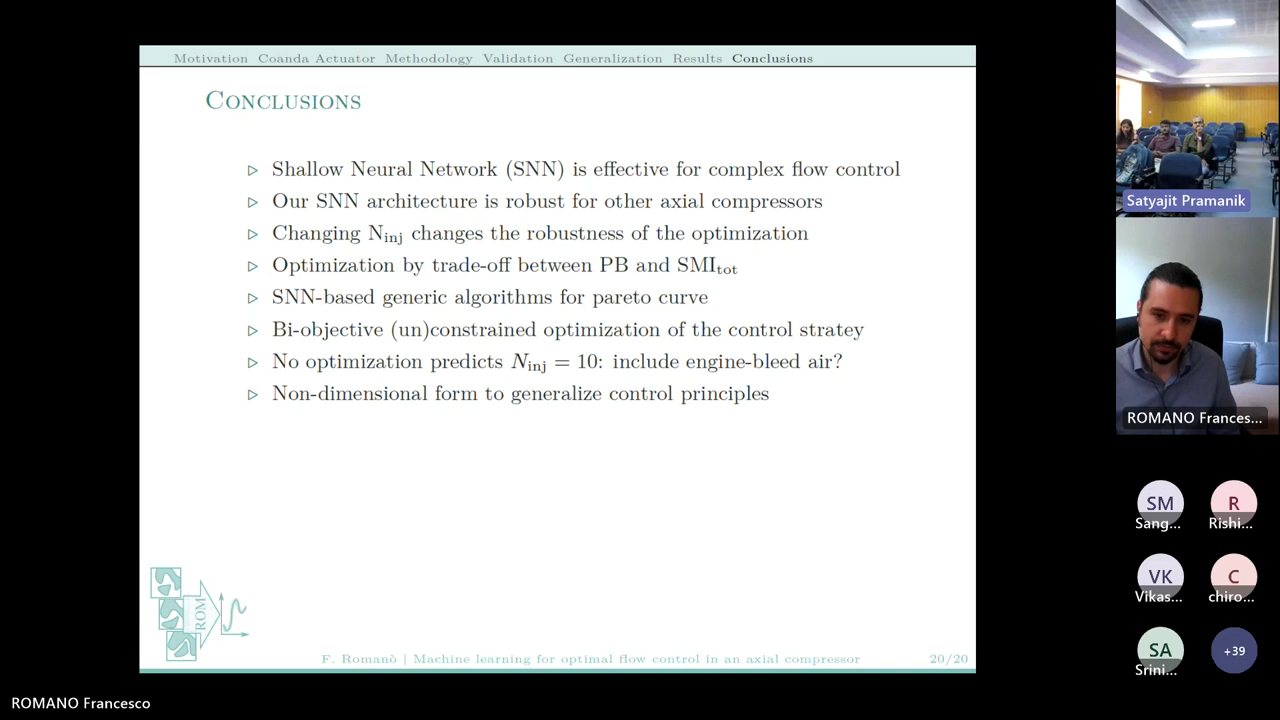 Motivation Coanda Actuator Methodology Validation Generalization Results Conclusions
Conclusions
▷ Shallow Neural Network (SNN) is effective for complex flow control
▷ Our SNN architecture is robust for other axial compressors
▷ Changing Ninj changes the robustness of the optimization
▷ Optimization by trade-off between PB and SMItot
▷ SNN-based generic algorithms for pareto curve
▷ Bi-objective (un)constrained optimization of the control stratey
▷ No optimization predicts Ninj = 10: include engine-bleed air?
▷ Non-dimensional form to generalize control principles
ROM
F. Romanò | Machine learning for optimal flow control in an axial compressor 20/20
Satyajit Pramanik
ROMANO Frances...
SM R
Sang... Rishi...
VK C
Vikas... chiro...
SA +39
Srini...
ROMANO Francesco